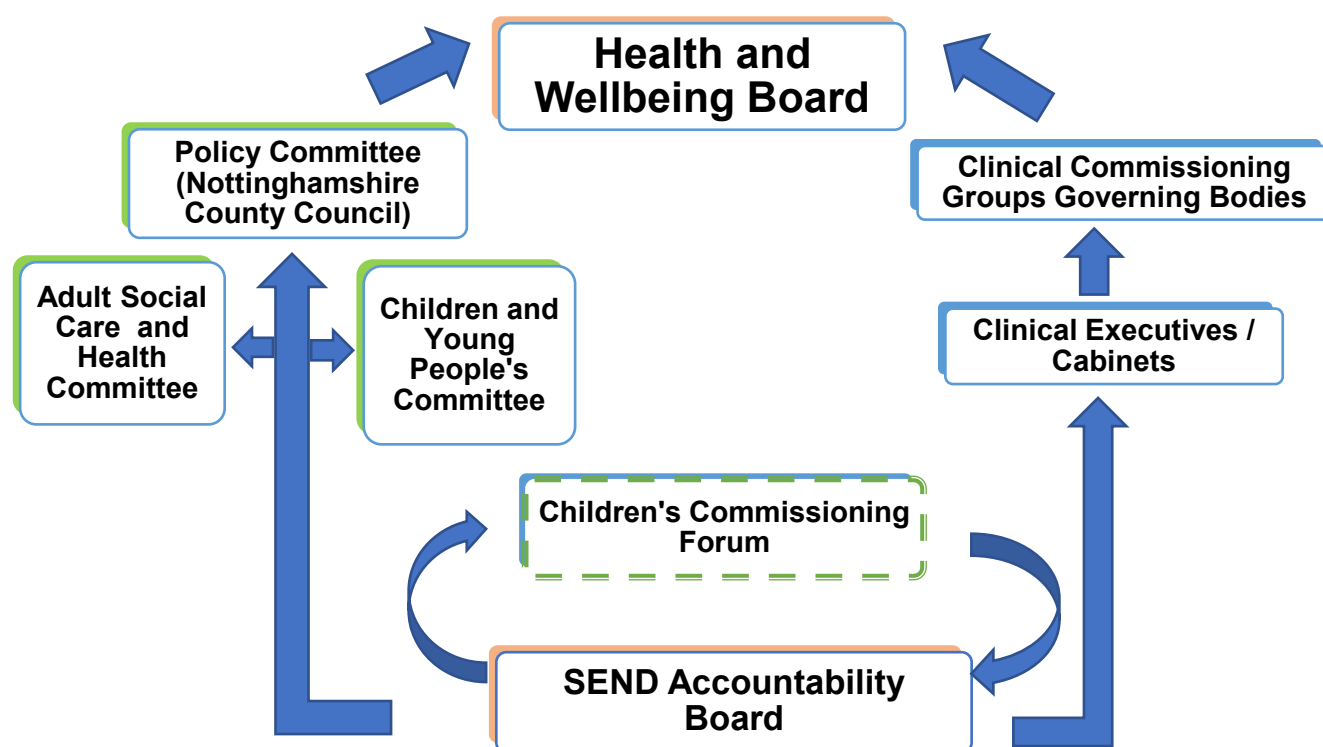 Health and
Wellbeing Board
Policy Committee
(Nottinghamshire
County Council)
Clinical Commissioning
Groups Governing Bodies
Adult Social
Care  and
Health
Committee
Children and
Young
People's
Committee
Clinical Executives /
Cabinets
Children's Commissioning
Forum
SEND Accountability
Board